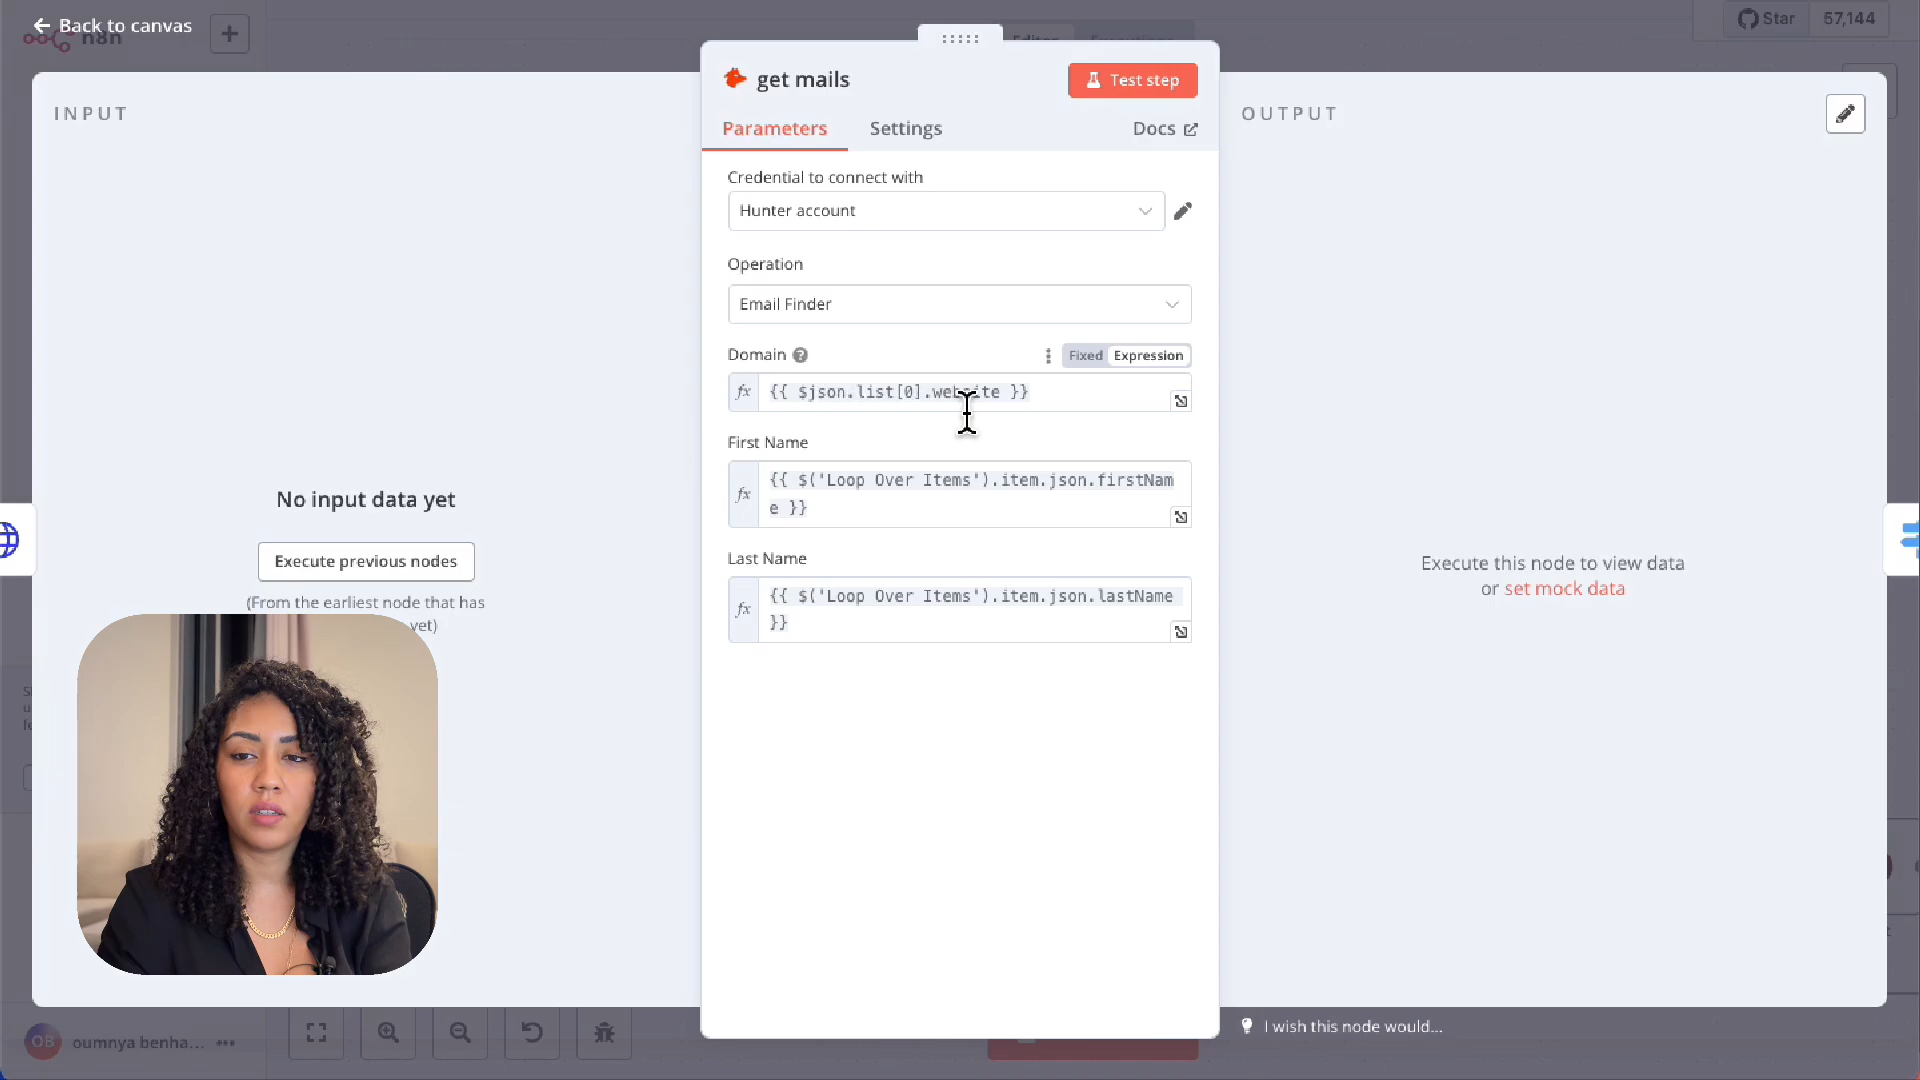 Back to canvas
n8n
Star
57,144
INPUT
get mails
Test step
OUTPUT
Parameters
Settings
Docs
Credential to connect with
Hunter account
Operation
Email Finder
Domain
Fixed
Expression
fx
{{ $json.list[0].website }}
First Name
fx
{{ $('Loop Over Items').item.json.firstNam
e }}
Last Name
fx
{{ $('Loop Over Items').item.json.lastName
}}
No input data yet
Execute previous nodes
(From the earliest node that has
yet)
Execute this node to view data
or set mock data
I wish this node would...
OB
oumnya benha...